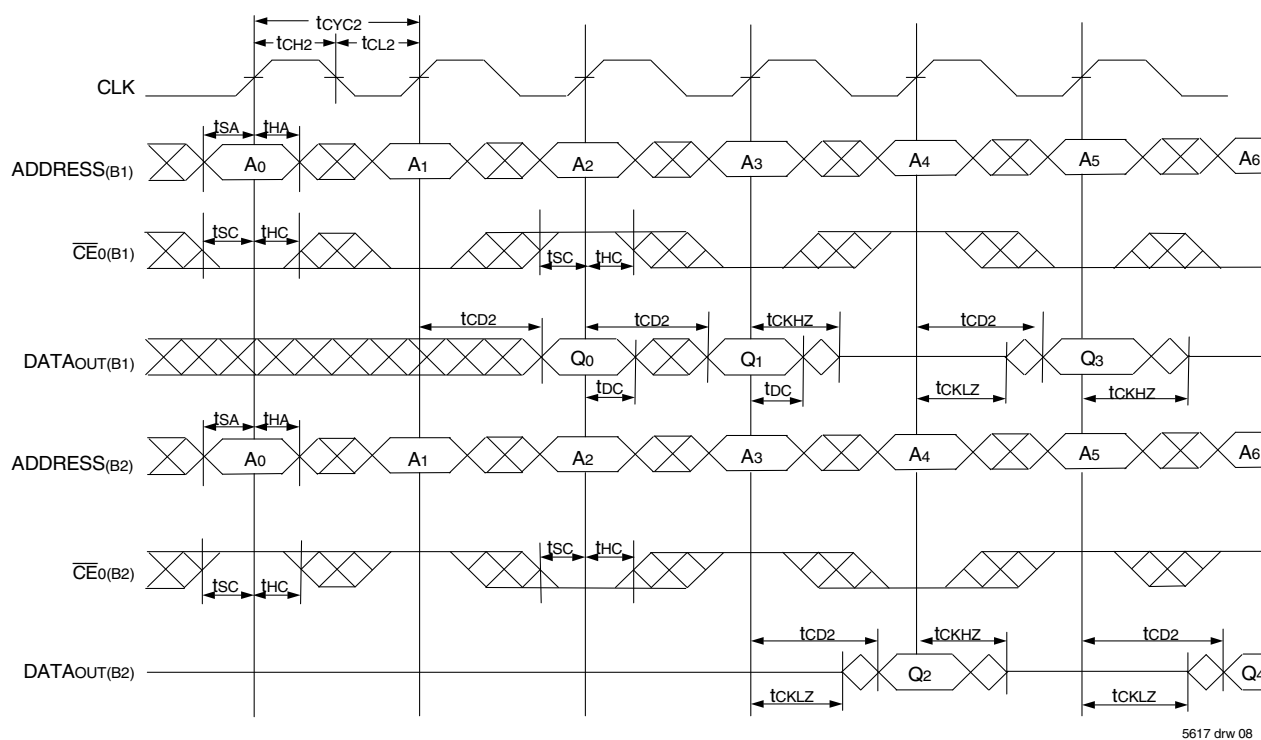 tCYC2
tCH2 tCL2
CLK
tSA tHA
ADDRESS(B1) A0 A1 A2 A3 A4 A5 A6
tSC tHC
CE0(B1)
tSC tHC
tCD2 tCD2 tCKHZ tCD2
DATAOUT(B1) Q0 Q1 Q3
tDC tDC tCKLZ tCKHZ
tSA tHA
ADDRESS(B2) A0 A1 A2 A3 A4 A5 A6
tSC tHC
CE0(B2)
tSC tHC
tCD2 tCKHZ tCD2
DATAOUT(B2) Q2 Q4
tCKLZ tCKLZ
5617 drw 08